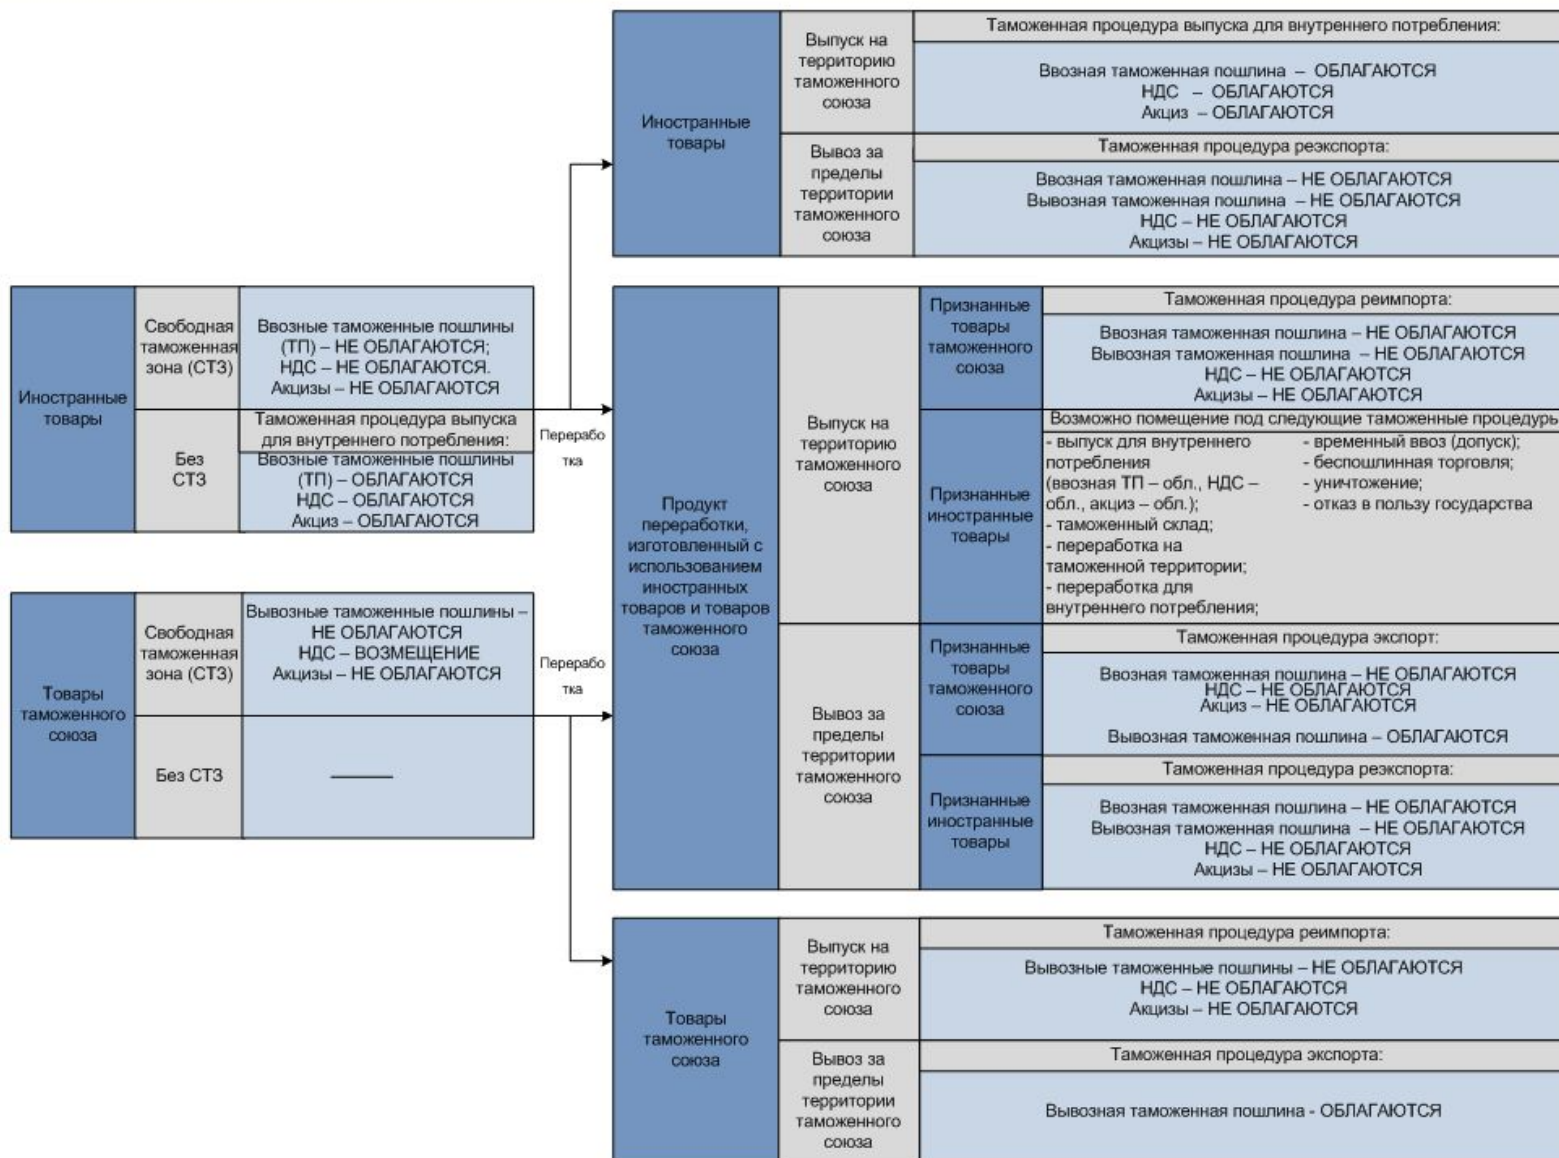 Иностранные
товары
Выпуск на
территорию
таможенного
союза
Таможенная процедура выпуска для внутреннего потребления:
Ввозная таможенная пошлина – ОБЛАГАЮТСЯ
НДС – ОБЛАГАЮТСЯ
Акциз – ОБЛАГАЮТСЯ
Вывоз за
пределы
территории
таможенного
союза
Таможенная процедура реэкспорта:
Ввозная таможенная пошлина – НЕ ОБЛАГАЮТСЯ
Вывозная таможенная пошлина – НЕ ОБЛАГАЮТСЯ
НДС – НЕ ОБЛАГАЮТСЯ
Акцизы – НЕ ОБЛАГАЮТСЯ
Иностранные
товары
Свободная
таможенная
зона (СТЗ)
Ввозные таможенные пошлины
(ТП) – НЕ ОБЛАГАЮТСЯ;
НДС – НЕ ОБЛАГАЮТСЯ.
Акцизы – НЕ ОБЛАГАЮТСЯ
Без
СТЗ
Таможенная процедура выпуска
для внутреннего потребления:
Ввозные таможенные пошлины
(ТП) – ОБЛАГАЮТСЯ
НДС – ОБЛАГАЮТСЯ
Акциз – ОБЛАГАЮТСЯ
Перерабо
тка
Товары
таможенного
союза
Свободная
таможенная
зона (СТЗ)
Вывозные таможенные пошлины –
НЕ ОБЛАГАЮТСЯ
НДС – ВОЗМЕЩЕНИЕ
Акцизы – НЕ ОБЛАГАЮТСЯ
Без СТЗ
Перерабо
тка
Продукт
переработки,
изготовленный с
использованием
иностранных
товаров и товаров
таможенного
союза
Выпуск на
территорию
таможенного
союза
Признанные
товары
таможенного
союза
Таможенная процедура реимпорта:
Ввозная таможенная пошлина – НЕ ОБЛАГАЮТСЯ
Вывозная таможенная пошлина – НЕ ОБЛАГАЮТСЯ
НДС – НЕ ОБЛАГАЮТСЯ
Акцизы – НЕ ОБЛАГАЮТСЯ
Признанные
иностранные
товары
Возможно помещение под следующие таможенные процедуры
- выпуск для внутреннего
потребления
(ввозная ТП – обл., НДС –
обл., акциз – обл.);
- таможенный склад;
- переработка на
таможенной территории;
- переработка для
внутреннего потребления;
- временный ввоз (допуск);
- беспошлинная торговля;
- уничтожение;
- отказ в пользу государства
Вывоз за
пределы
территории
таможенного
союза
Признанные
товары
таможенного
союза
Таможенная процедура экспорт:
Ввозная таможенная пошлина – НЕ ОБЛАГАЮТСЯ
НДС – НЕ ОБЛАГАЮТСЯ
Акциз – НЕ ОБЛАГАЮТСЯ
Вывозная таможенная пошлина – ОБЛАГАЮТСЯ
Признанные
иностранные
товары
Таможенная процедура реэкспорта:
Ввозная таможенная пошлина – НЕ ОБЛАГАЮТСЯ
Вывозная таможенная пошлина – НЕ ОБЛАГАЮТСЯ
НДС – НЕ ОБЛАГАЮТСЯ
Акцизы – НЕ ОБЛАГАЮТСЯ
Товары
таможенного
союза
Выпуск на
территорию
таможенного
союза
Таможенная процедура реимпорта:
Вывозные таможенные пошлины – НЕ ОБЛАГАЮТСЯ
НДС – НЕ ОБЛАГАЮТСЯ
Акцизы – НЕ ОБЛАГАЮТСЯ
Вывоз за
пределы
территории
таможенного
союза
Таможенная процедура экспорта:
Вывозная таможенная пошлина - ОБЛАГАЮТСЯ